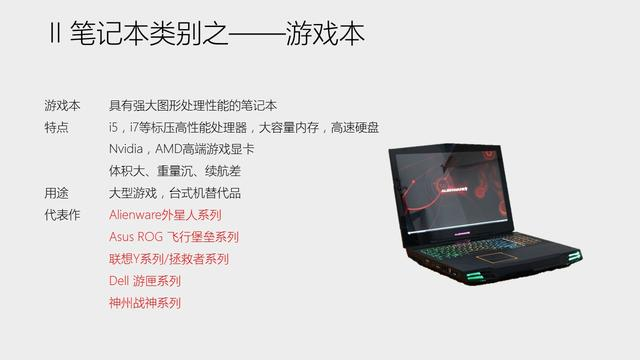 II 笔记本类别之——游戏本
游戏本 具有强大图形处理性能的笔记本
特点 i5，i7等标压高性能处理器，大容量内存，高速硬盘
Nvidia，AMD高端游戏显卡
体积大、重量沉、续航差
用途 大型游戏，台式机替代品
代表作 Alienware外星人系列
Asus ROG 飞行堡垒系列
联想Y系列/拯救者系列
Dell 游匣系列
神州战神系列
ALIENWARE